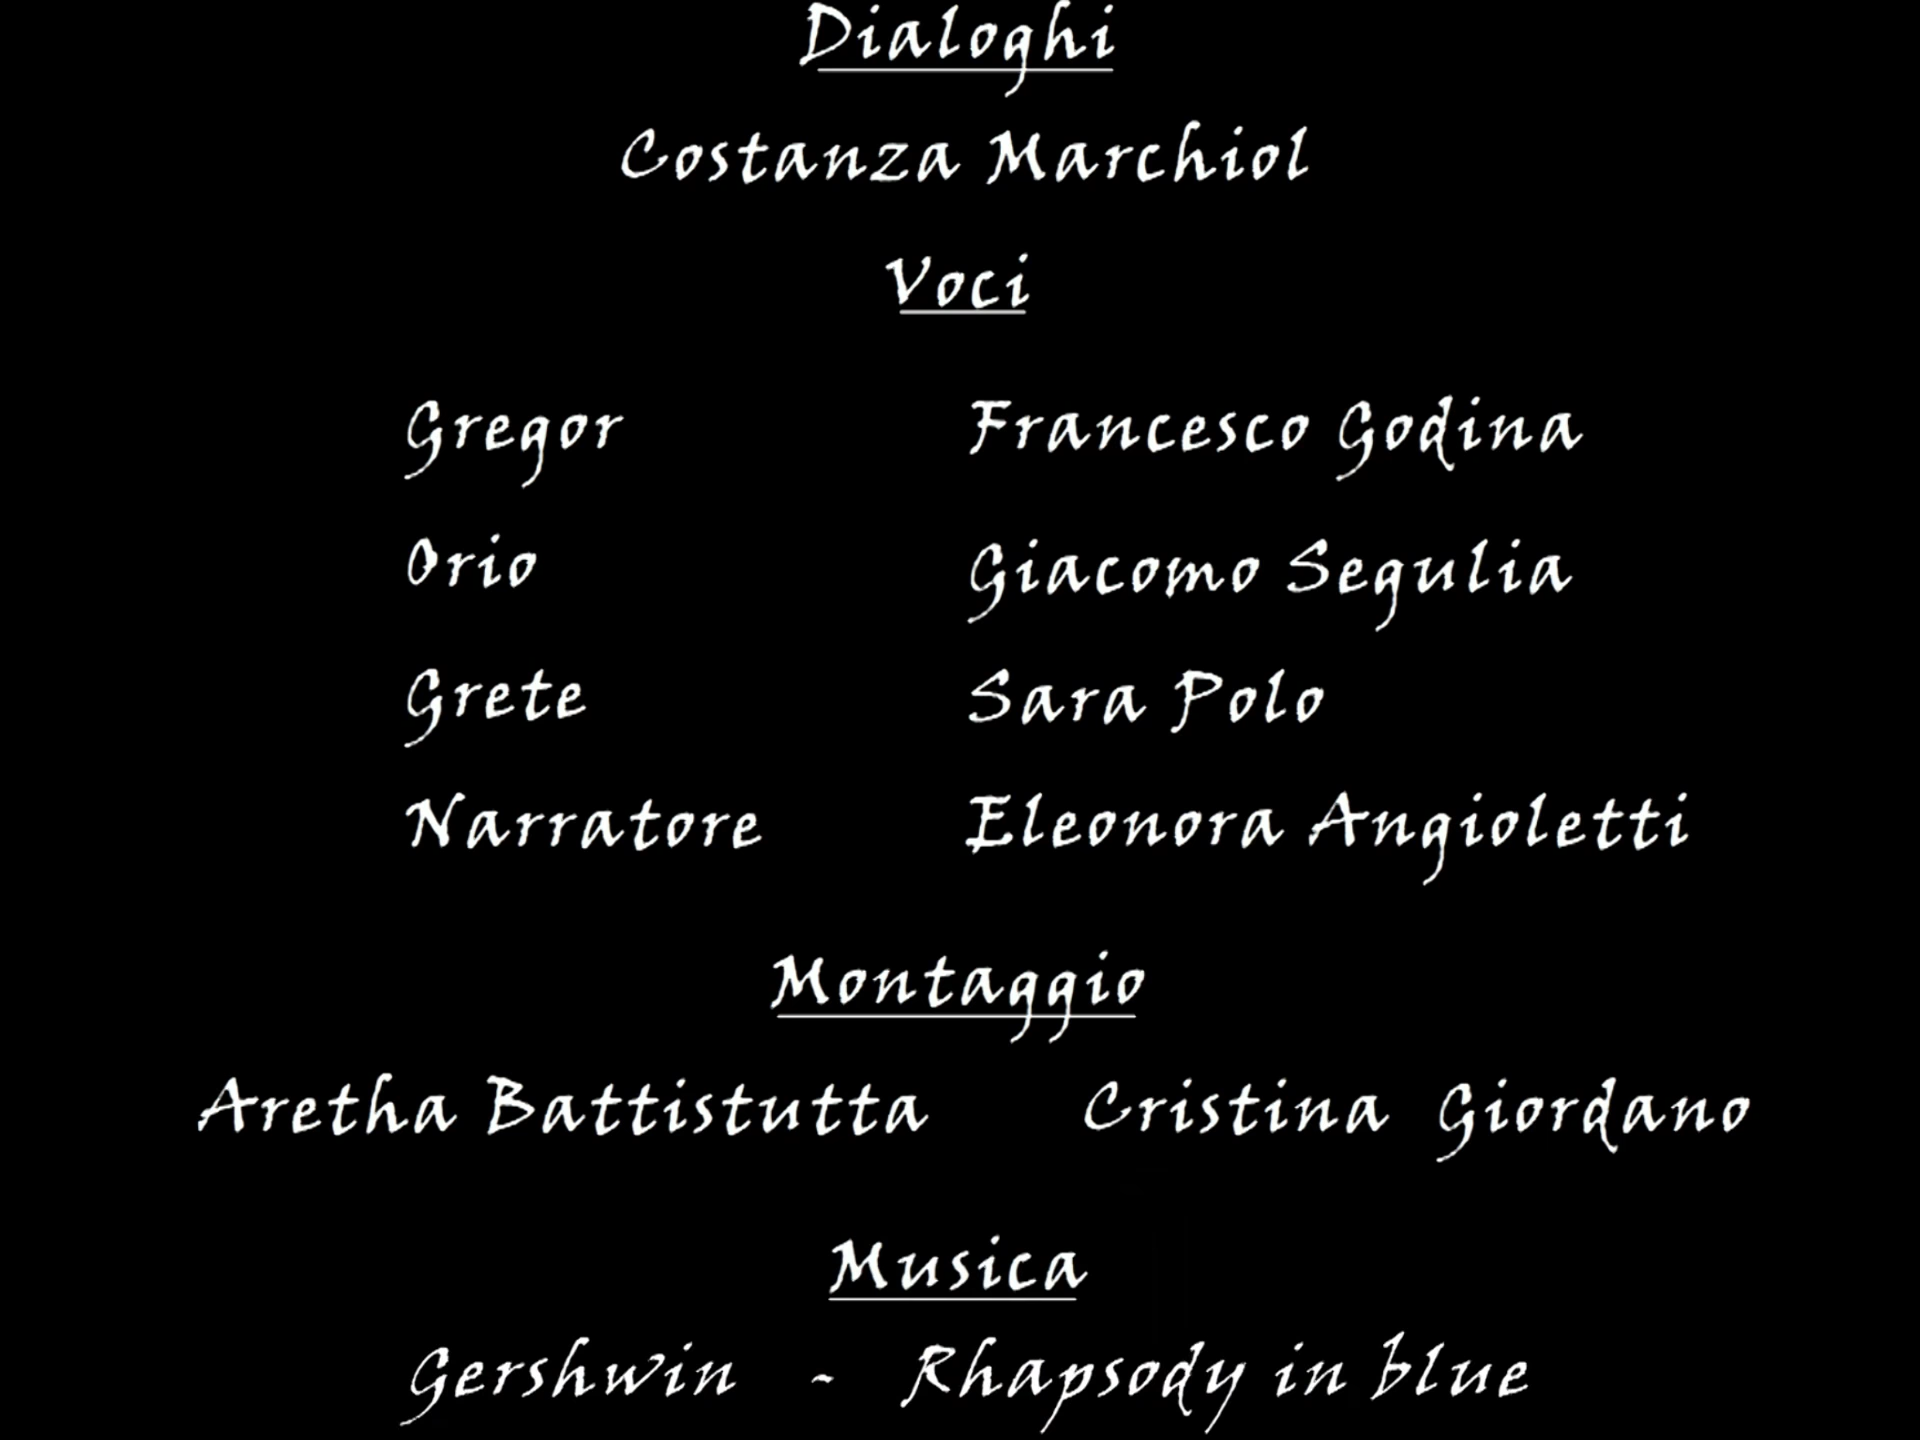 Dialoghi
Costanza Marchiol
Voci
Gregor Francesco Godina
Orio Giacomo Segulia
Grete Sara Polo
Narratore Eleonora Angioletti
Montaggio
Aretha Battistutta Cristina Giordano
Musica
Gershwin - Rhapsody in blue